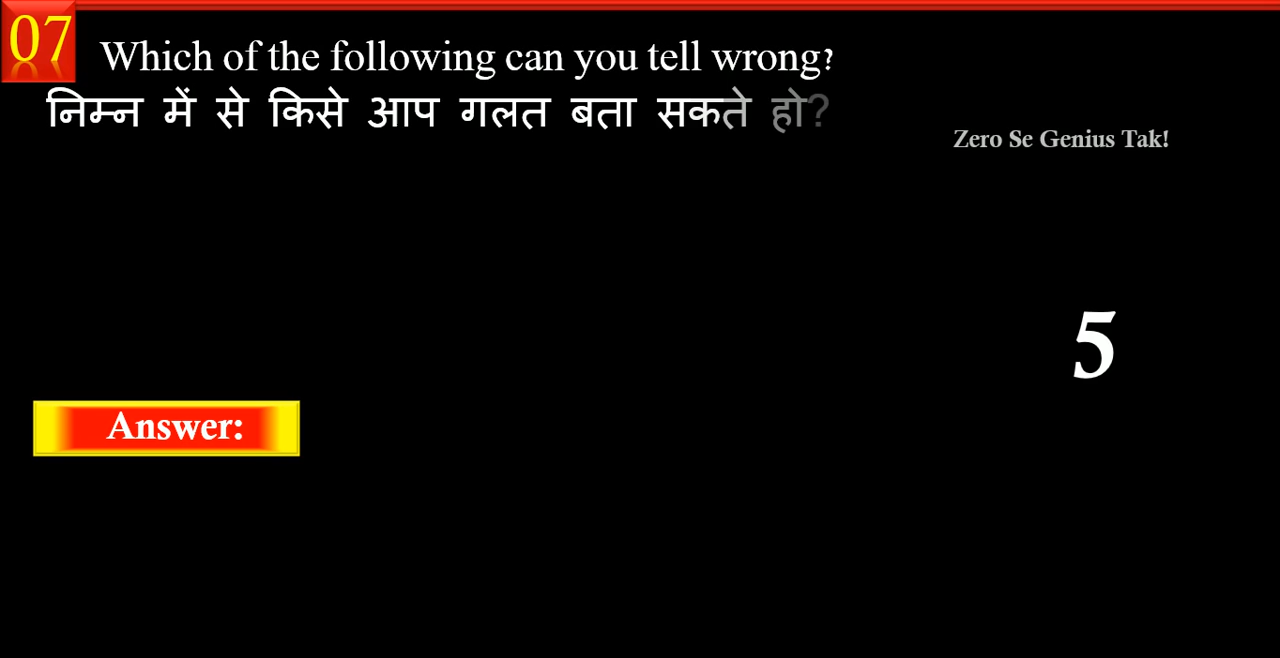 07
Which of the following can you tell wrong?
निम्न में से किसे आप गलत बता सकते हो?
Zero Se Genius Tak!
5
Answer: